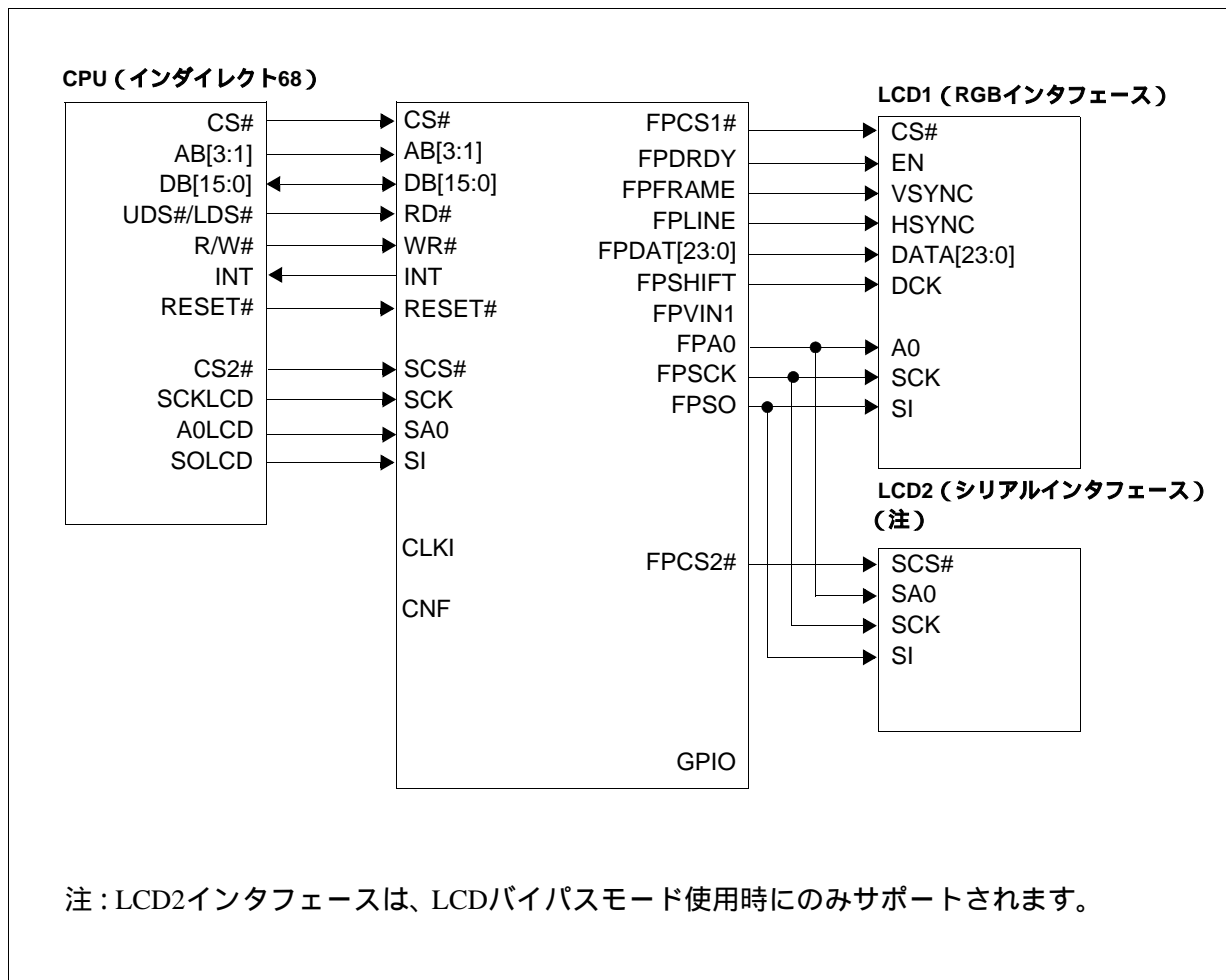 CPU（インダイレクト68）
CS#
AB[3:1]
DB[15:0]
UDS#/LDS#
R/W#
INT
RESET#
CS2#
SCKLCD
A0LCD
SOLCD
CS#
AB[3:1]
DB[15:0]
RD#
WR#
INT
RESET#
SCS#
SCK
SA0
SI
CLKI
CNF
FPCS1#
FPDRDY
FPFRAME
FPLINE
FPDAT[23:0]
FPSHIFT
FPVIN1
FPA0
FPSCK
FPSO
FPCS2#
GPIO
LCD1（RGBインタフェース）
CS#
EN
VSYNC
HSYNC
DATA[23:0]
DCK
A0
SCK
SI
LCD2（シリアルインタフェース）
（注）
SCS#
SA0
SCK
SI
注：LCD2インタフェースは、LCDバイパスモード使用時にのみサポートされます。